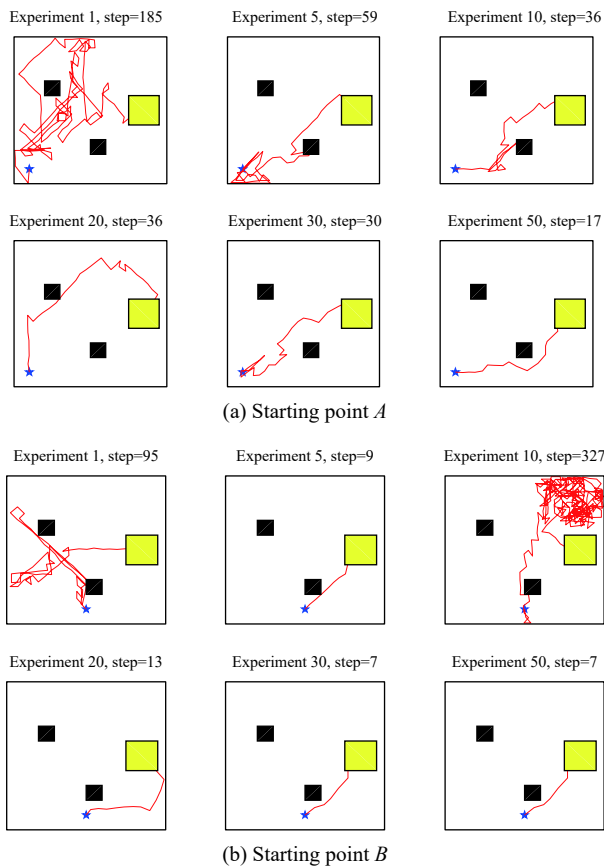 Experiment 1, step=185
Experiment 5, step=59
Experiment 10, step=36
Experiment 20, step=36
Experiment 30, step=30
Experiment 50, step=17
(a) Starting point A
Experiment 1, step=95
Experiment 5, step=9
Experiment 10, step=327
Experiment 20, step=13
Experiment 30, step=7
Experiment 50, step=7
(b) Starting point B